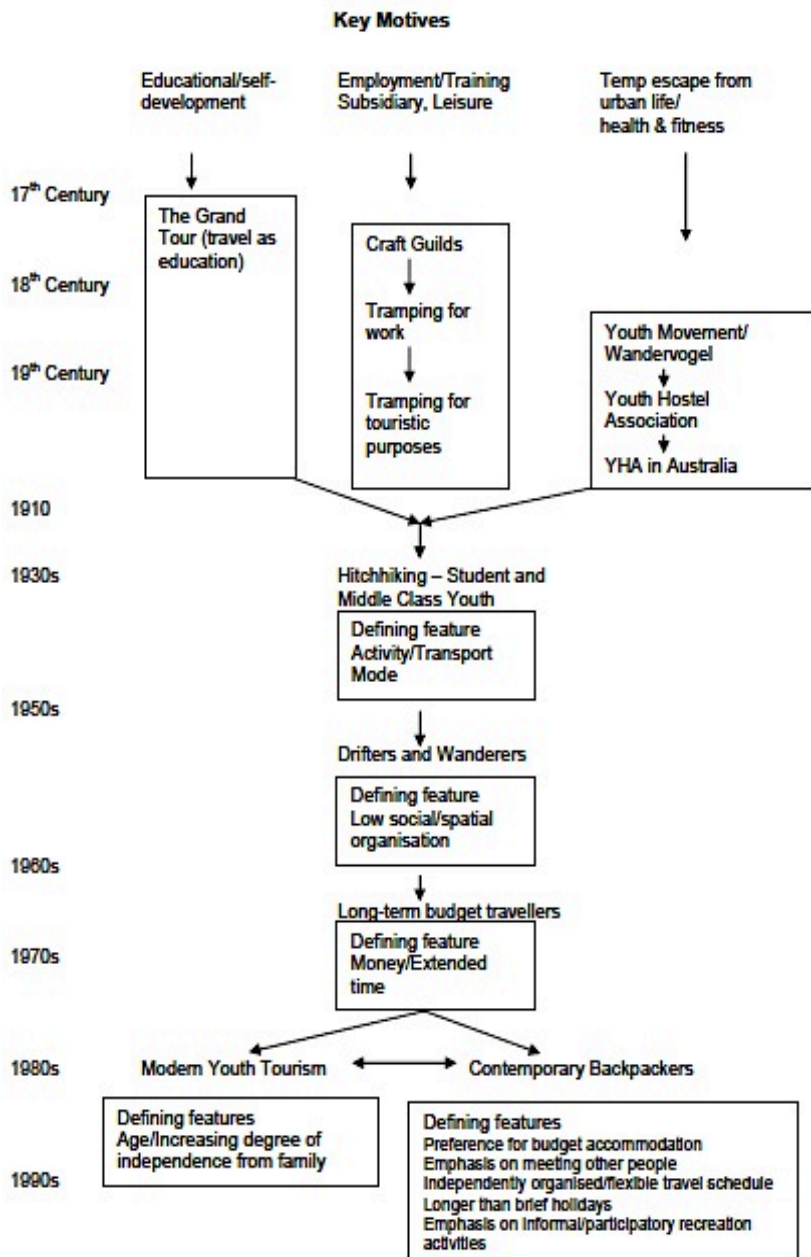 Key Motives
Educational/self-
development
Employment/Training
Subsidiary, Leisure
Temp escape from
urban life/
health & fitness
17th Century
The Grand
Tour (travel as
education)
Craft Guilds
18th Century
Tramping for
work
Youth Movement/
Wandervogel
19th Century
Tramping for
touristic
purposes
Youth Hostel
Association
YHA in Australia
1910
1930s
Hitchhiking – Student and
Middle Class Youth
Defining feature
Activity/Transport
Mode
1950s
Drifters and Wanderers
Defining feature
Low social/spatial
organisation
1960s
Long-term budget travellers
Defining feature
Money/Extended
time
1970s
1980s
Modern Youth Tourism
Contemporary Backpackers
Defining features
Age/Increasing degree of
independence from family
Defining features
Preference for budget accommodation
Emphasis on meeting other people
Independently organised/flexible travel schedule
Longer than brief holidays
Emphasis on informal/participatory recreation
activities
1990s